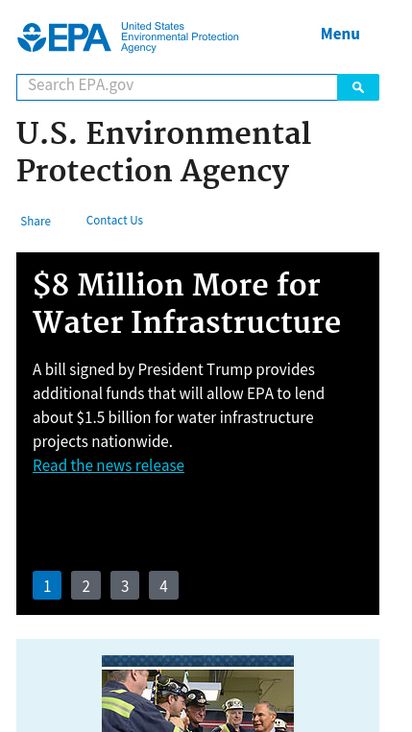 EPA
United States
Environmental Protection
Agency
Menu
Search EPA.gov
U.S. Environmental
Protection Agency
Share
Contact Us
$8 Million More for
Water Infrastructure
A bill signed by President Trump provides
additional funds that will allow EPA to lend
about $1.5 billion for water infrastructure
projects nationwide.
Read the news release
1 2 3 4